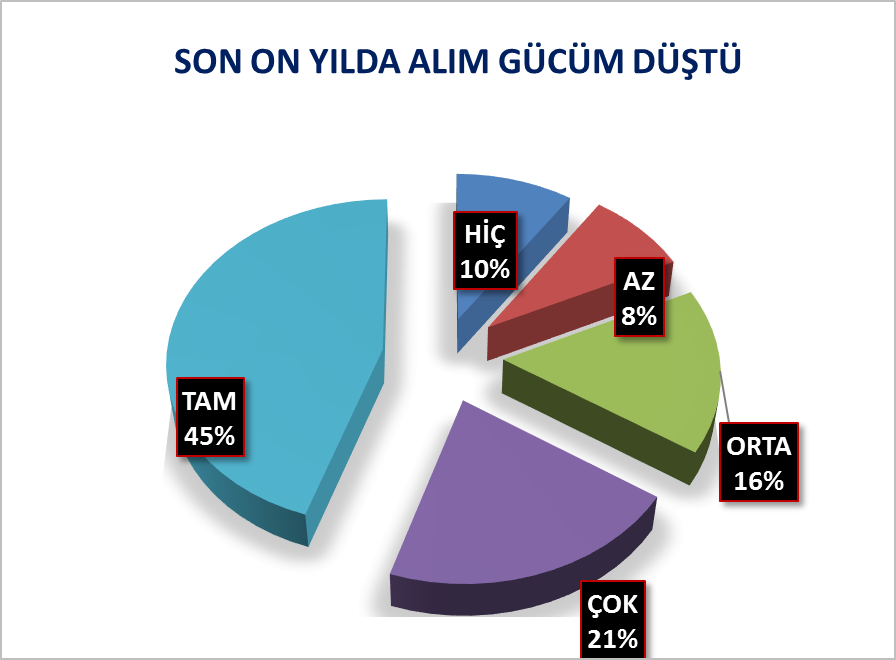 SON ON YILDA ALIM GÜCÜM DÜŞTÜ
HİÇ
10%
AZ
8%
ORTA
16%
ÇOK
21%
TAM
45%